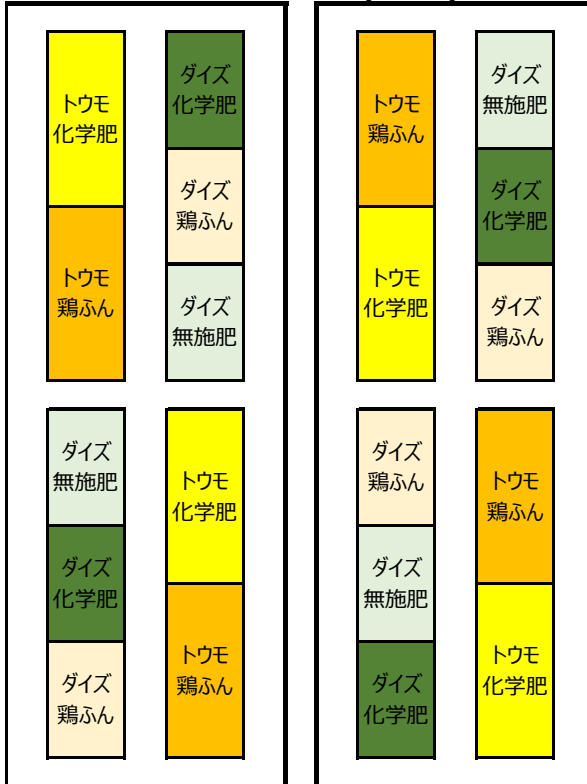 トウモ
化学肥
トウモ
鶏ふん
ダイズ
化学肥
ダイズ
鶏ふん
ダイズ
無施肥
トウモ
鶏ふん
トウモ
化学肥
ダイズ
無施肥
ダイズ
化学肥
ダイズ
鶏ふん
ダイズ
無施肥
ダイズ
化学肥
ダイズ
鶏ふん
トウモ
化学肥
トウモ
鶏ふん
ダイズ
鶏ふん
ダイズ
無施肥
ダイズ
化学肥
トウモ
鶏ふん
トウモ
化学肥